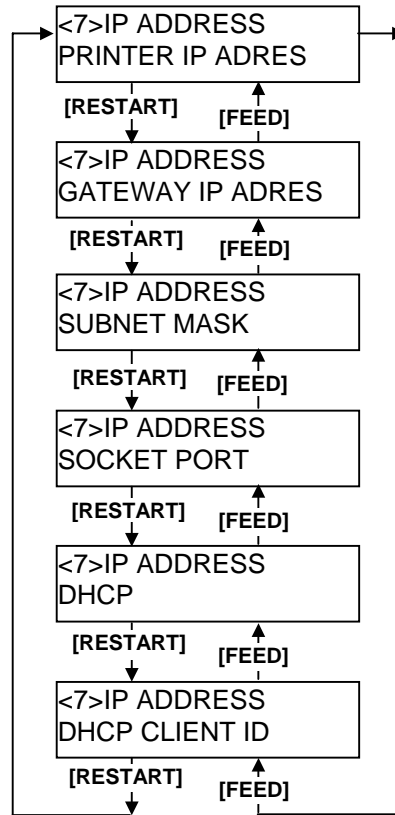 <7>IP ADDRESS
PRINTER IP ADRES
[RESTART] [FEED]
<7>IP ADDRESS
GATEWAY IP ADRES
[RESTART] [FEED]
<7>IP ADDRESS
SUBNET MASK
[RESTART] [FEED]
<7>IP ADDRESS
SOCKET PORT
[RESTART] [FEED]
<7>IP ADDRESS
DHCP
[RESTART] [FEED]
<7>IP ADDRESS
DHCP CLIENT ID
[RESTART] [FEED]